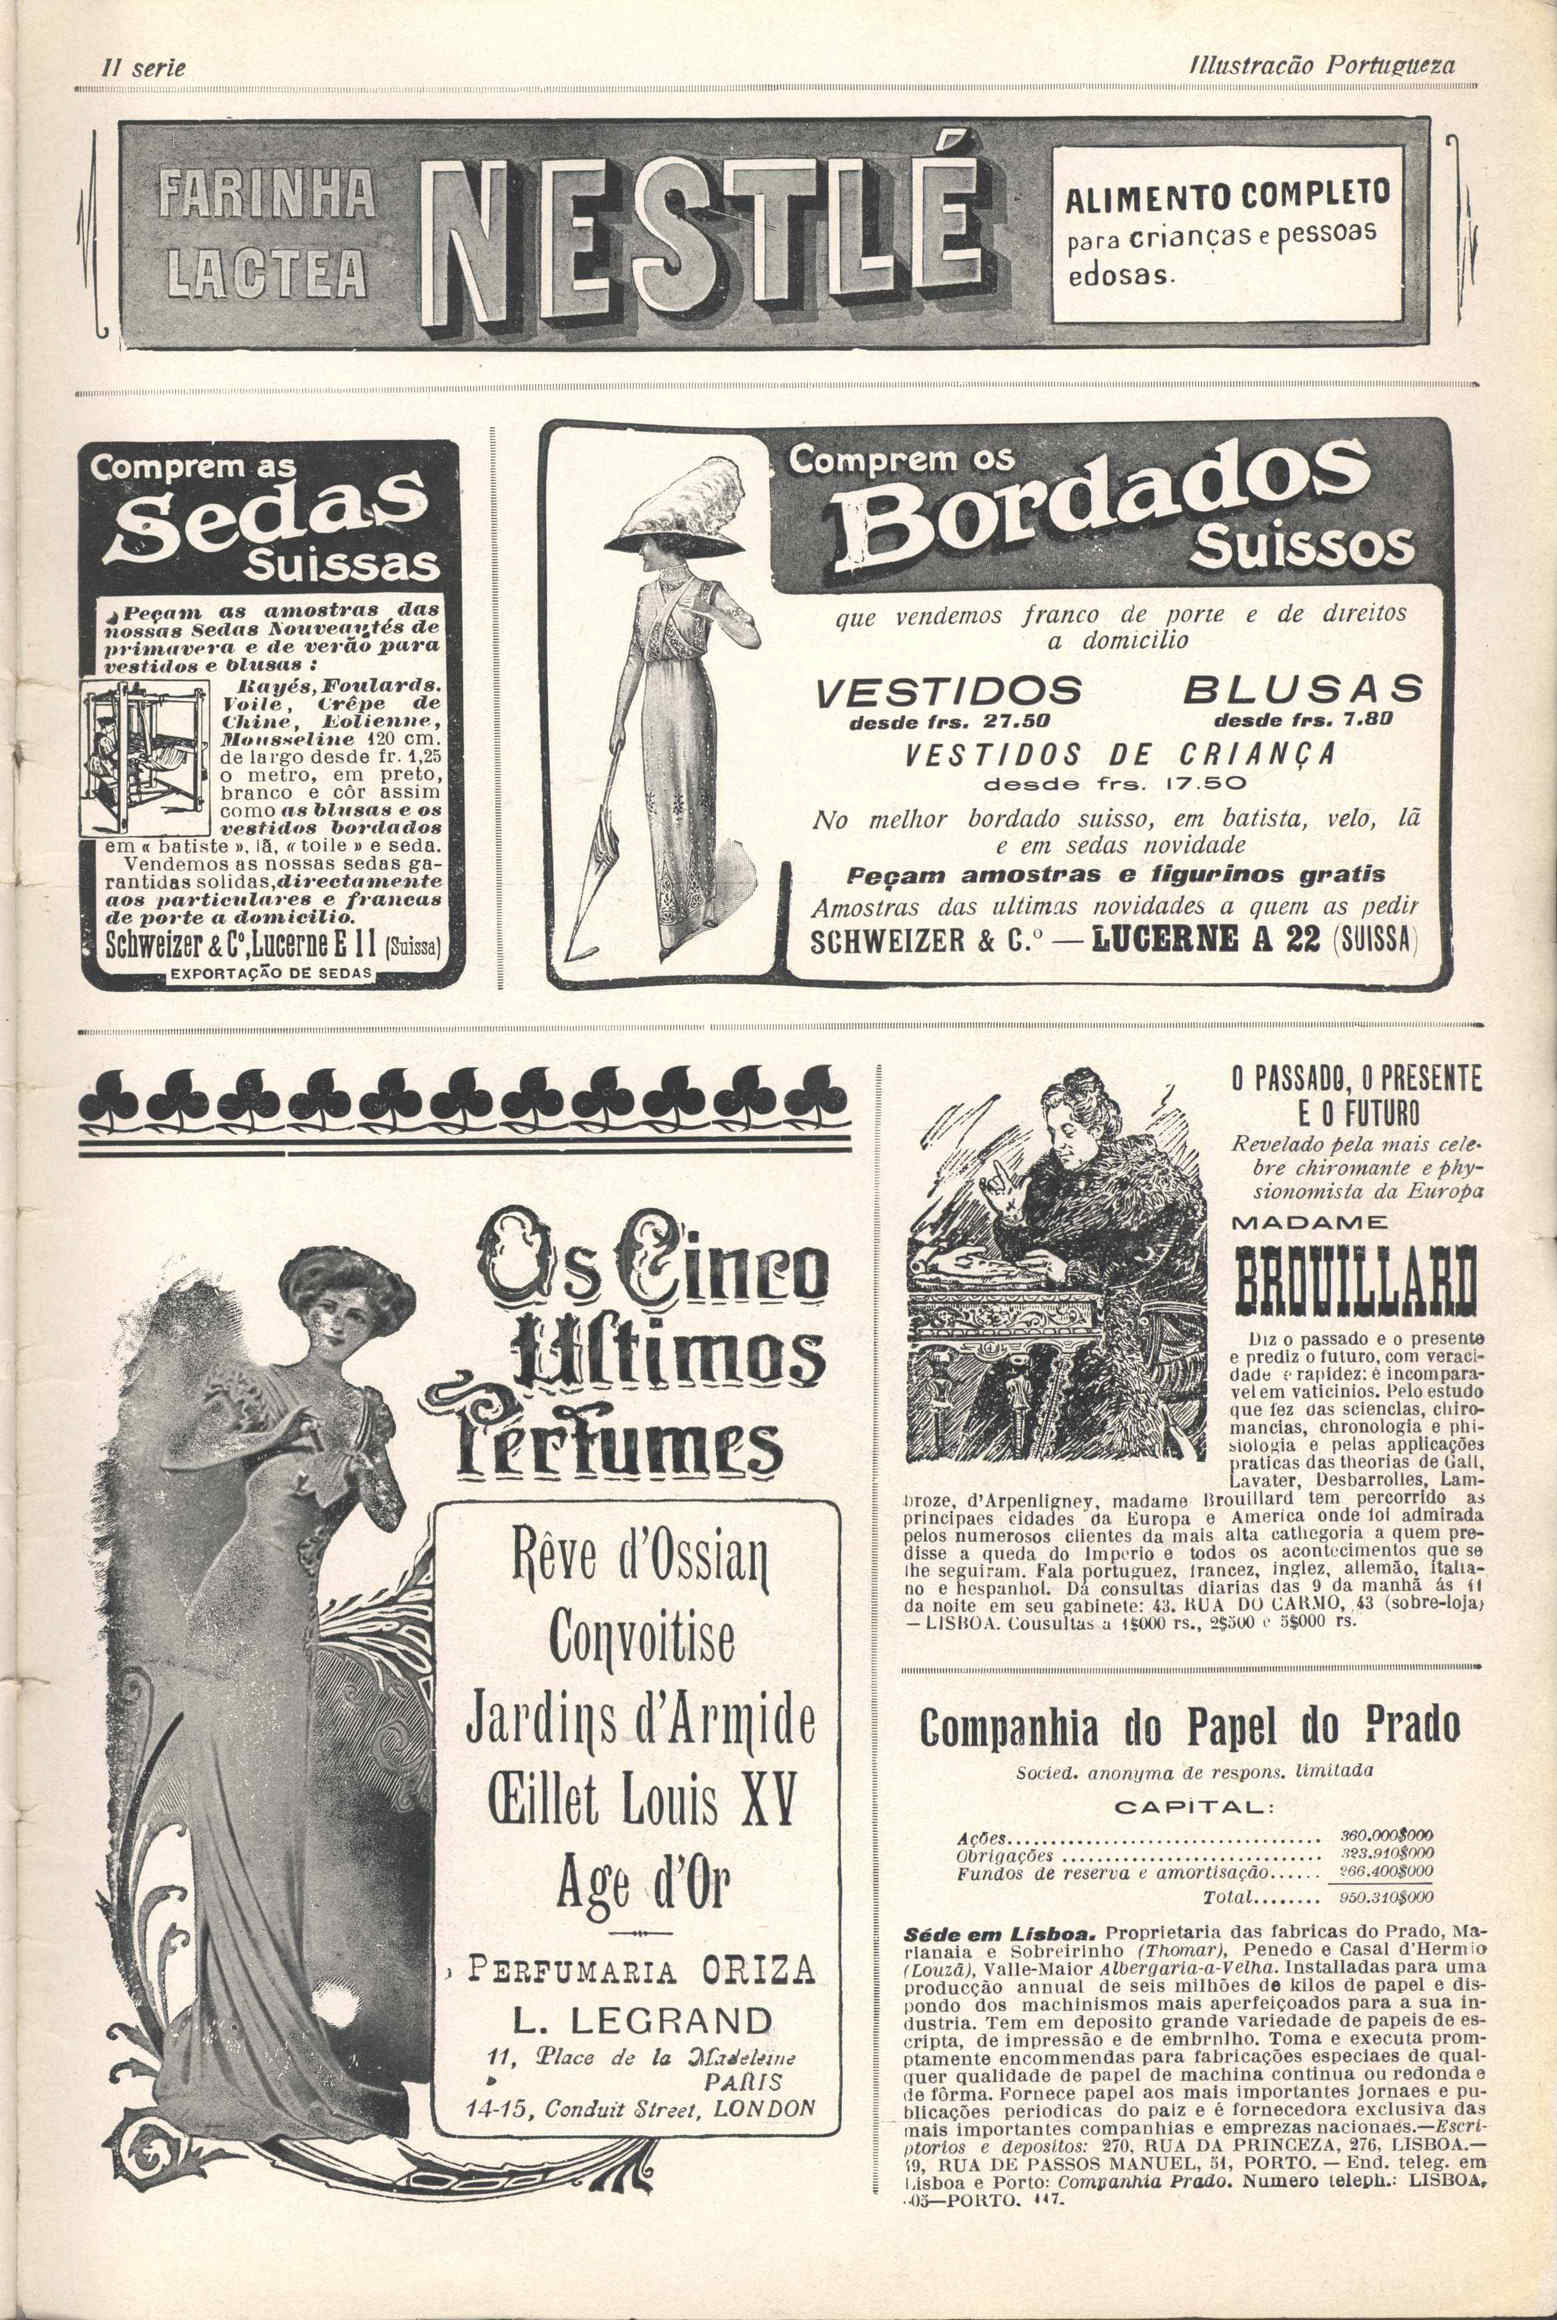 II serie
Illustracão Portugueza
FARINHA
LACTEA
NESTLÉ
ALIMENTO COMPLETO
para crianças e pessoas
edosas.
Comprem as
Sedas
Suissas
Peçam as amostras das
nossas Sedas Nouveautés de
primavera e de verão para
vestidos e blusas :
Rayés, Foulards.
Voile, Crêpe de
Chine, Eolienne,
Mousseline 120 cm.
de largo desde fr. 1,25
o metro, em preto,
branco e côr assim
como as blusas e os
vestidos bordados
em « batiste », lã, « toile » e seda.
Vendemos as nossas sedas ga-
rantidas solidas, directamente
aos particulares e francas
de porte a domicilio.
Schweizer & Cº, Lucerne E 11 (Suissa)
EXPORTAÇÃO DE SEDAS
Comprem os
Bordados
Suissos
que vendemos franco de porte e de direitos
a domicilio
VESTIDOS BLUSAS
desde frs. 27.50 desde frs. 7.80
VESTIDOS DE CRIANÇA
desde frs. 17.50
No melhor bordado suisso, em batista, velo, lã
e em sedas novidade
Peçam amostras e figurinos gratis
Amostras das ultimas novidades a quem as pedir
SCHWEIZER & C.º — LUCERNE A 22 (SUISSA)
Os Cinco
Ultimos
Perfumes
Rêve d'Ossian
Convoitise
Jardins d'Armide
Œillet Louis XV
Age d'Or
PERFUMARIA ORIZA
L. LEGRAND
11, Place de la Madeleine
PARIS
14-15, Conduit Street, LONDON
O PASSADO, O PRESENTE
E O FUTURO
Revelado pela mais cele-
bre chiromante e phy-
sionomista da Europa
MADAME
BROUILLARD
Diz o passado e o presente
e prediz o futuro, com veraci-
dade e rapidez: é incompara-
vel em vaticinios. Pelo estudo
que fez das sciencias, chiro-
mancias, chronologia e phi-
siologia e pelas applicações
praticas das theorias de Gall,
Lavater, Desbarrolles, Lam-
broze, d'Arpenligney, madame Brouillard tem percorrido as
principaes cidades da Europa e America onde foi admirada
pelos numerosos clientes da mais alta cathegoria a quem pre-
disse a queda do Imperio e todos os acontecimentos que se
lhe seguiram. Fala portuguez, francez, inglez, allemão, italia-
no e hespanhol. Dá consultas diarias das 9 da manhã ás 11
da noite em seu gabinete: 43, RUA DO CARMO, 43 (sobre-loja)
— LISBOA. Cousultas a 1$000 rs., 2$500 e 5$000 rs.
Companhia do Papel do Prado
Socied. anonyma de respons. limitada
CAPITAL:
Ações.................................... 360.000$000
Obrigações .............................. 323.910$000
Fundos de reserva e amortisação...... 266.400$000
Total........ 950.310$000
Séde em Lisboa. Proprietaria das fabricas do Prado, Ma-
rianaia e Sobreirinho (Thomar), Penedo e Casal d'Hermio
(Louzã), Valle-Maior Albergaria-a-Velha. Installadas para uma
producção annual de seis milhões de kilos de papel e dis-
pondo dos machinismos mais aperfeiçoados para a sua in-
dustria. Tem em deposito grande variedade de papeis de es-
cripta, de impressão e de embrnlho. Toma e executa prom-
ptamente encommendas para fabricações especiaes de qual-
quer qualidade de papel de machina continua ou redonda e
de fôrma. Fornece papel aos mais importantes jornaes e pu-
blicações periodicas do paiz e é fornecedora exclusiva das
mais importantes companhias e emprezas nacionaes.—Escri-
ptorios e depositos: 270, RUA DA PRINCEZA, 276, LISBOA.—
49, RUA DE PASSOS MANUEL, 51, PORTO. — End. teleg. em
Lisboa e Porto: Companhia Prado. Numero teleph.: LISBOA,
05—PORTO. 117.